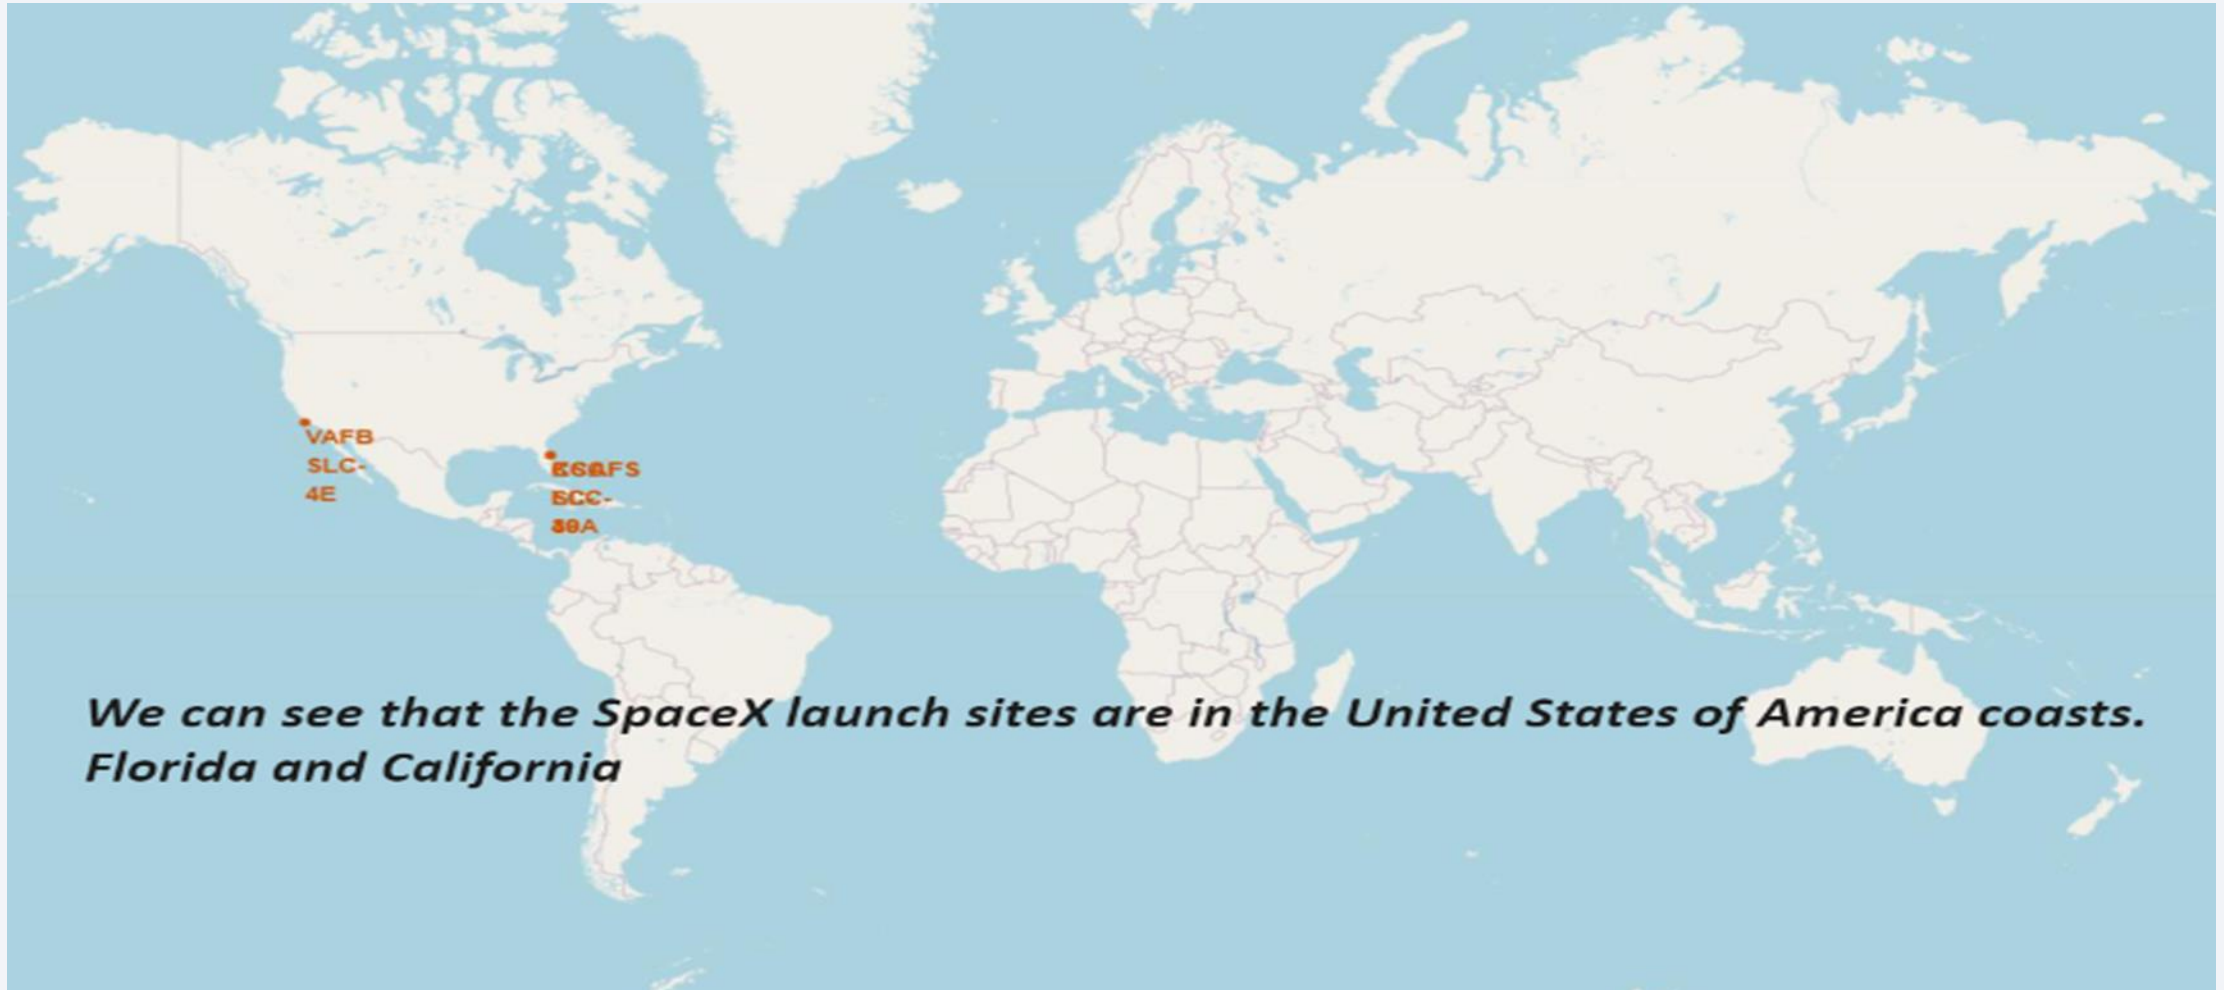 VAFB
SLC-
4E
We can see that the SpaceX launch sites are in the United States of America coasts.
Florida and California